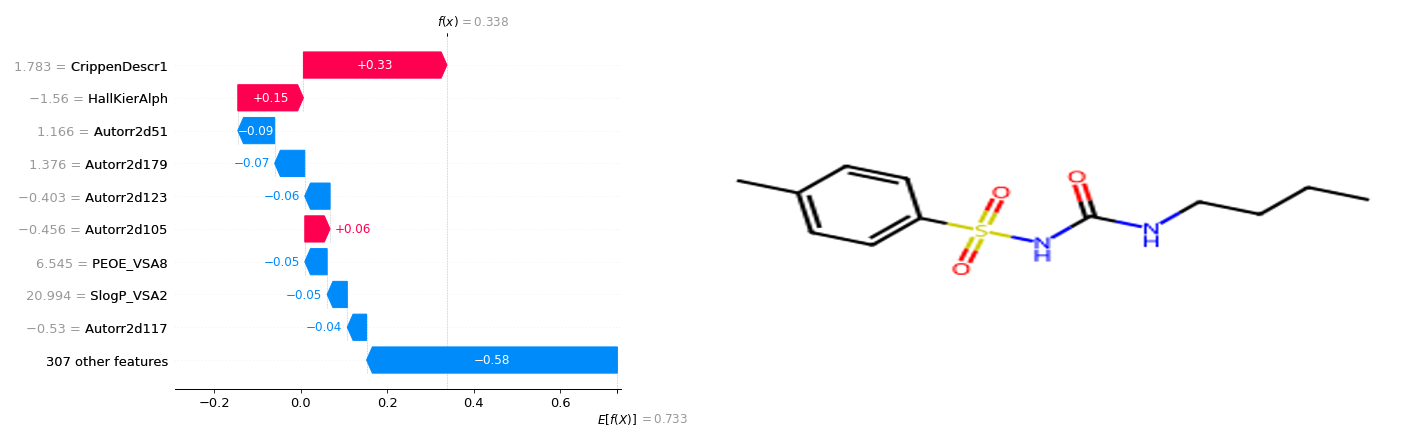 f(x) = 0.338
1.783 = CrippenDescr1
+0.33
−1.56 = HallKierAlph
+0.15
1.166 = Autorr2d51
−0.09
1.376 = Autorr2d179
−0.07
−0.403 = Autorr2d123
−0.06
−0.456 = Autorr2d105
+0.06
6.545 = PEOE_VSA8
−0.05
20.994 = SlogP_VSA2
−0.05
−0.53 = Autorr2d117
−0.04
307 other features
−0.58
−0.2 0.0 0.2 0.4 0.6
E[f(X)] = 0.733
O
O
S
O
N
H
N
H